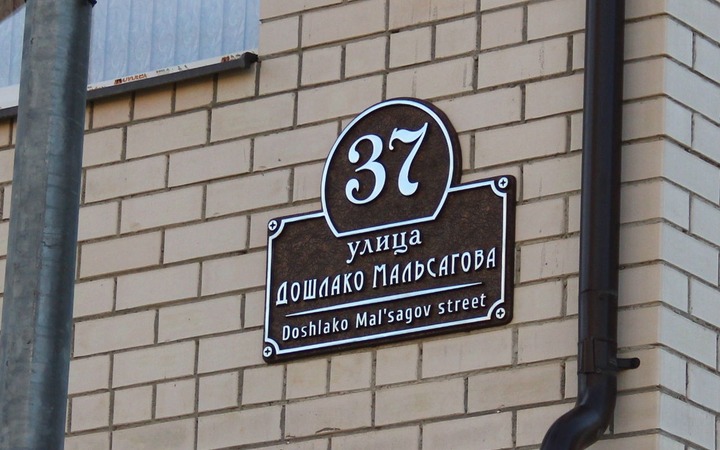 37
улица
Дошлако Мальсагова
Doshlako Mal'sagov street